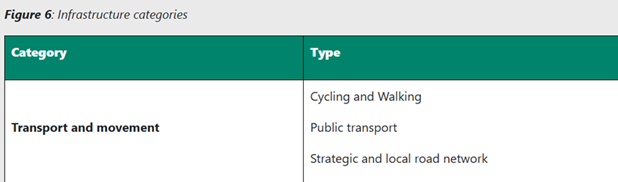 Figure 6: Infrastructure categories
Category Type
Cycling and Walking
Transport and movement Public transport
Strategic and local road network